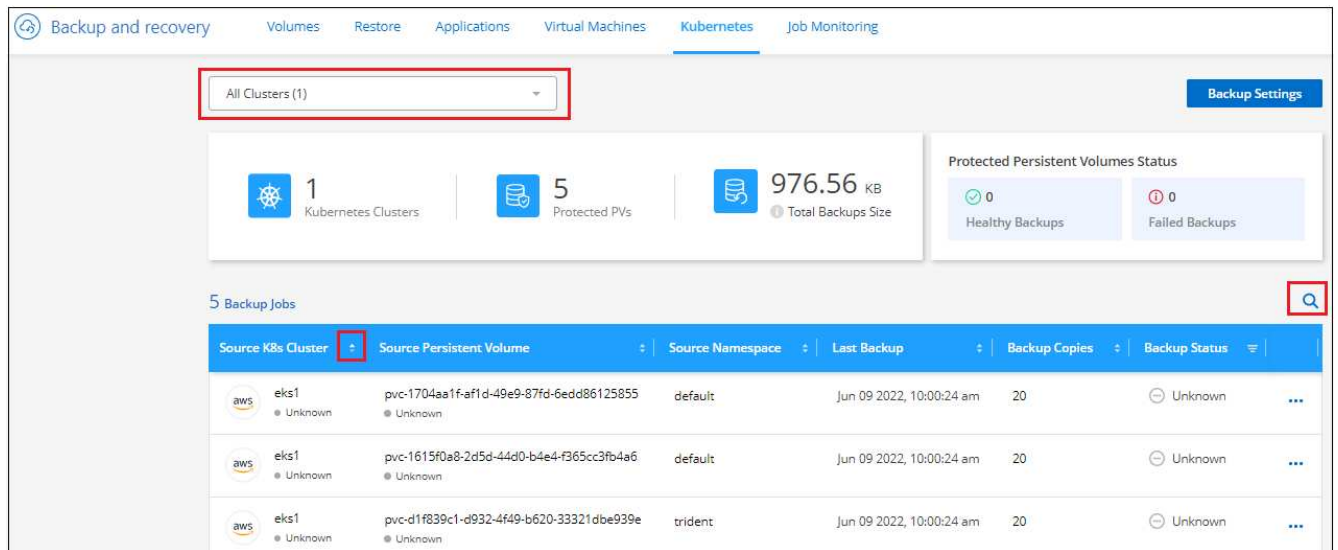 Backup and recovery Volumes Restore Applications Virtual Machines Kubernetes Job Monitoring
All Clusters (1) Backup Settings
Protected Persistent Volumes Status
1 5 976.56 KB
Kubernetes Clusters Protected PVs Total Backups Size
0 0
Healthy Backups Failed Backups
5 Backup Jobs
Source K8s Cluster Source Persistent Volume Source Namespace Last Backup Backup Copies Backup Status
aws eks1 pvc-1704aa1f-af1d-49e9-87fd-6edd86125855 default Jun 09 2022, 10:00:24 am 20 Unknown
Unknown Unknown
aws eks1 pvc-1615f0a8-2d5d-44d0-b4e4-f365cc3fb4a6 default Jun 09 2022, 10:00:24 am 20 Unknown
Unknown Unknown
aws eks1 pvc-d1f839c1-d932-4f49-b620-33321dbe939e trident Jun 09 2022, 10:00:24 am 20 Unknown
Unknown Unknown